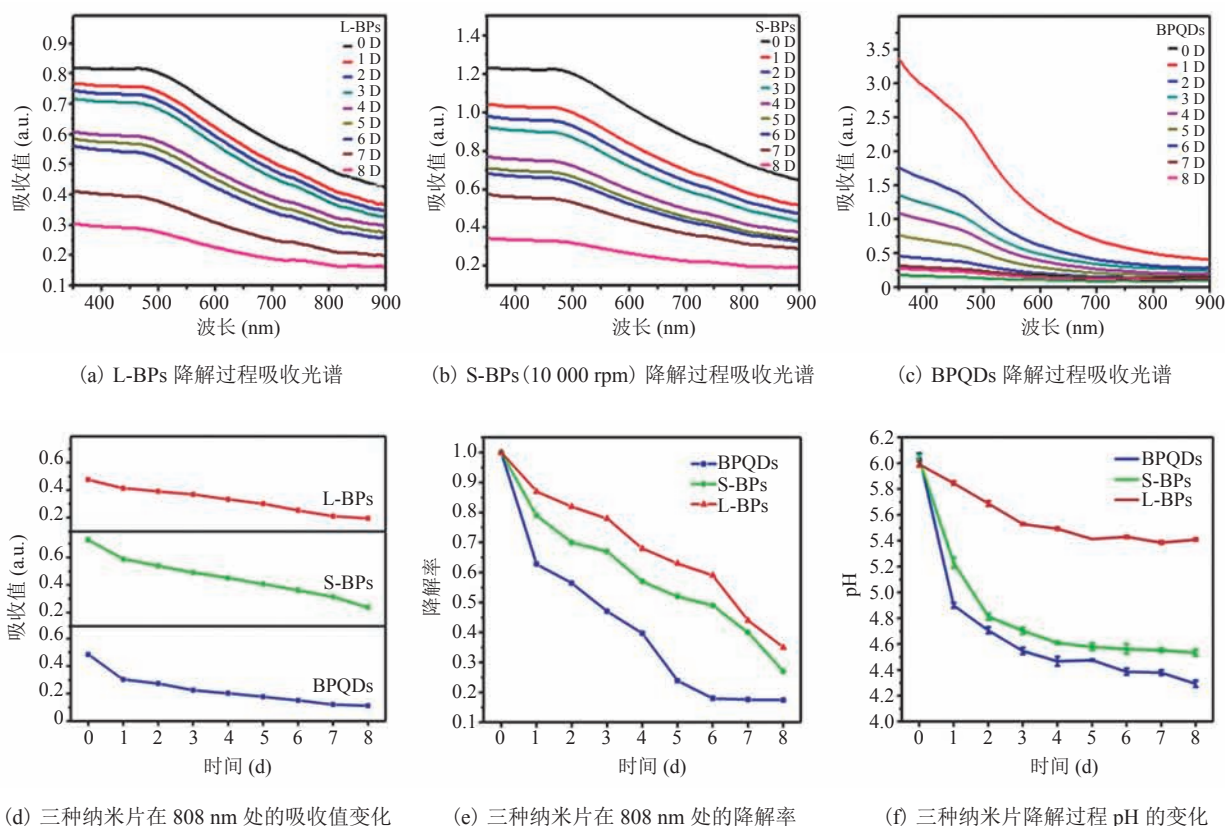 L-BPs
0 D
1 D
2 D
3 D
4 D
5 D
6 D
7 D
8 D
0.9
0.8
0.7
0.6
0.5
0.4
0.3
0.2
0.1
吸收值 (a.u.)
400 500 600 700 800 900
波长 (nm)
(a) L-BPs 降解过程吸收光谱
S-BPs
0 D
1 D
2 D
3 D
4 D
5 D
6 D
7 D
8 D
1.4
1.2
1.0
0.8
0.6
0.4
0.2
吸收值 (a.u.)
400 500 600 700 800 900
波长 (nm)
(b) S-BPs(10 000 rpm) 降解过程吸收光谱
BPQDs
0 D
1 D
2 D
3 D
4 D
5 D
6 D
7 D
8 D
3.5
3.0
2.5
2.0
1.5
1.0
0.5
0
吸收值 (a.u.)
400 500 600 700 800 900
波长 (nm)
(c) BPQDs 降解过程吸收光谱
0.6
0.4
0.2
L-BPs
0.6
0.4
0.2
S-BPs
0.6
0.4
0.2
0
BPQDs
吸收值 (a.u.)
0 1 2 3 4 5 6 7 8
时间 (d)
(d) 三种纳米片在 808 nm 处的吸收值变化
BPQDs
S-BPs
L-BPs
1.0
0.9
0.8
0.7
0.6
0.5
0.4
0.3
0.2
0.1
降解率
0 1 2 3 4 5 6 7 8
时间 (d)
(e) 三种纳米片在 808 nm 处的降解率
BPQDs
S-BPs
L-BPs
6.2
6.0
5.8
5.6
5.4
5.2
5.0
4.8
4.6
4.4
4.2
4.0
pH
0 1 2 3 4 5 6 7 8
时间 (d)
(f) 三种纳米片降解过程 pH 的变化